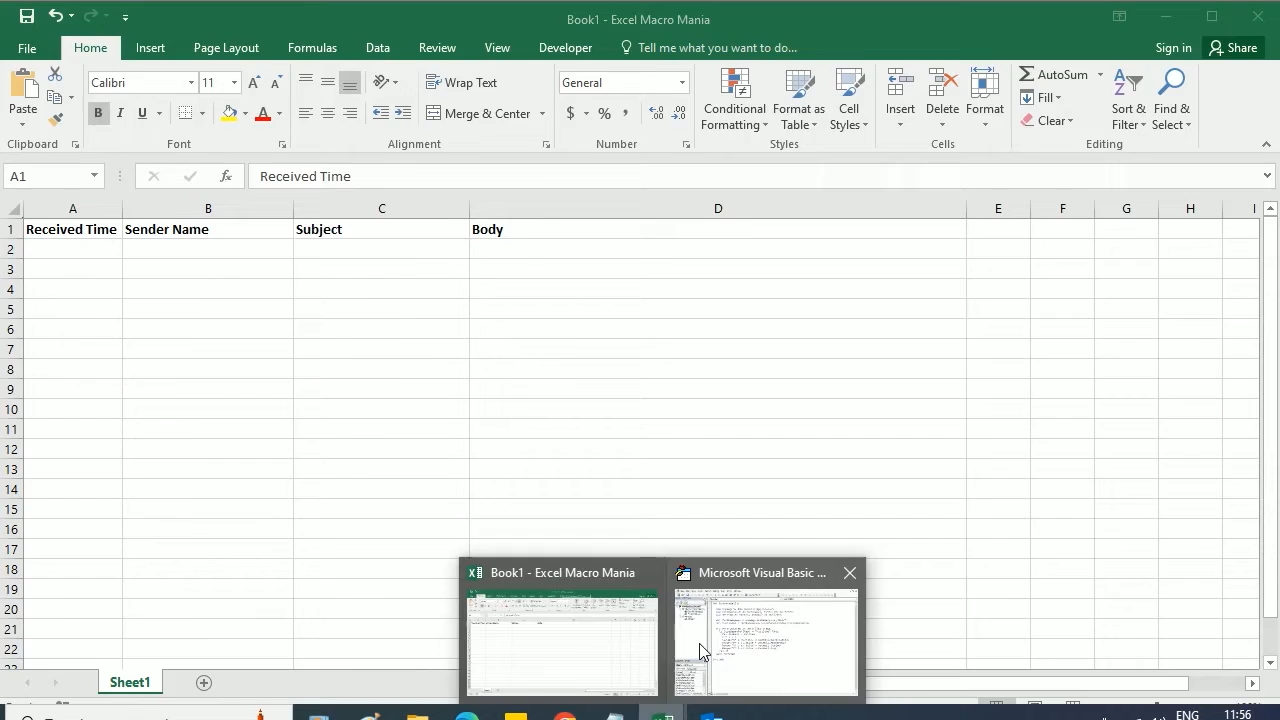 Book1 - Excel Macro Mania
File Home Insert Page Layout Formulas Data Review View Developer Tell me what you want to do... Sign in Share
Paste
Clipboard
Calibri 11
B I U
Font
Wrap Text
Merge & Center
Alignment
General
$ % ,
Number
Conditional Formatting
Format as Table
Cell Styles
Styles
Insert
Delete
Format
Cells
AutoSum
Fill
Clear
Sort & Filter
Find & Select
Editing
A1 fx Received Time
A B C D E F G H I
1 Received Time Sender Name Subject Body
2
3
4
5
6
7
8
9
10
11
12
13
14
15
16
17
18
19
20
21
22
Book1 - Excel Macro Mania
Microsoft Visual Basic ...
Sheet1
ENG 11:56